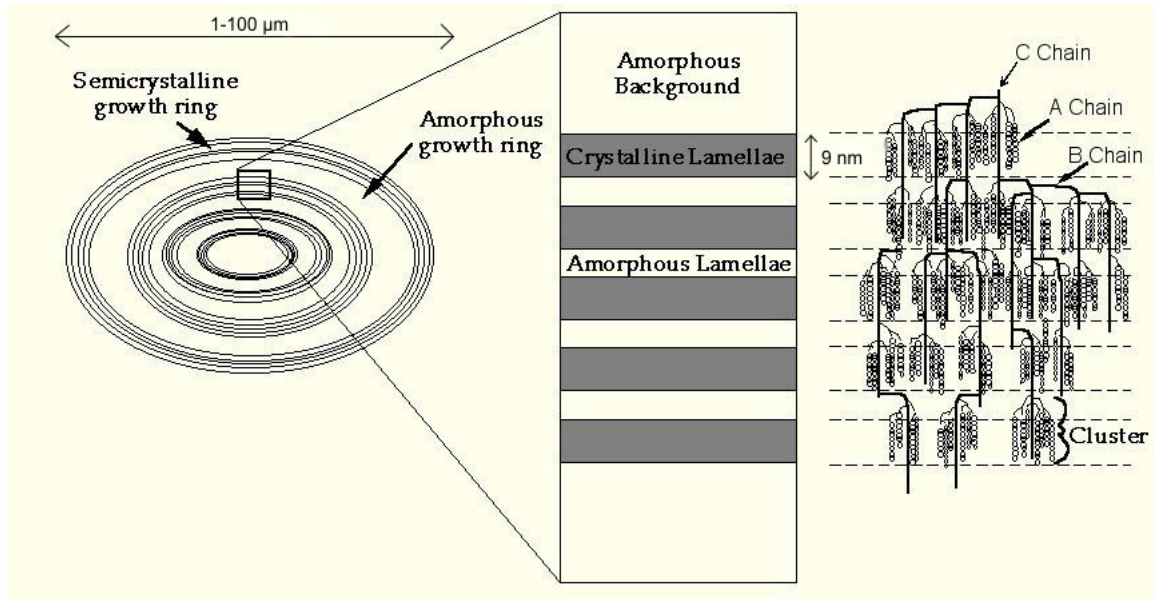 1-100 µm
Semicrystalline
growth ring
Amorphous
growth ring
Amorphous
Background
Crystalline Lamellae
9 nm
Amorphous Lamellae
C Chain
A Chain
B Chain
Cluster